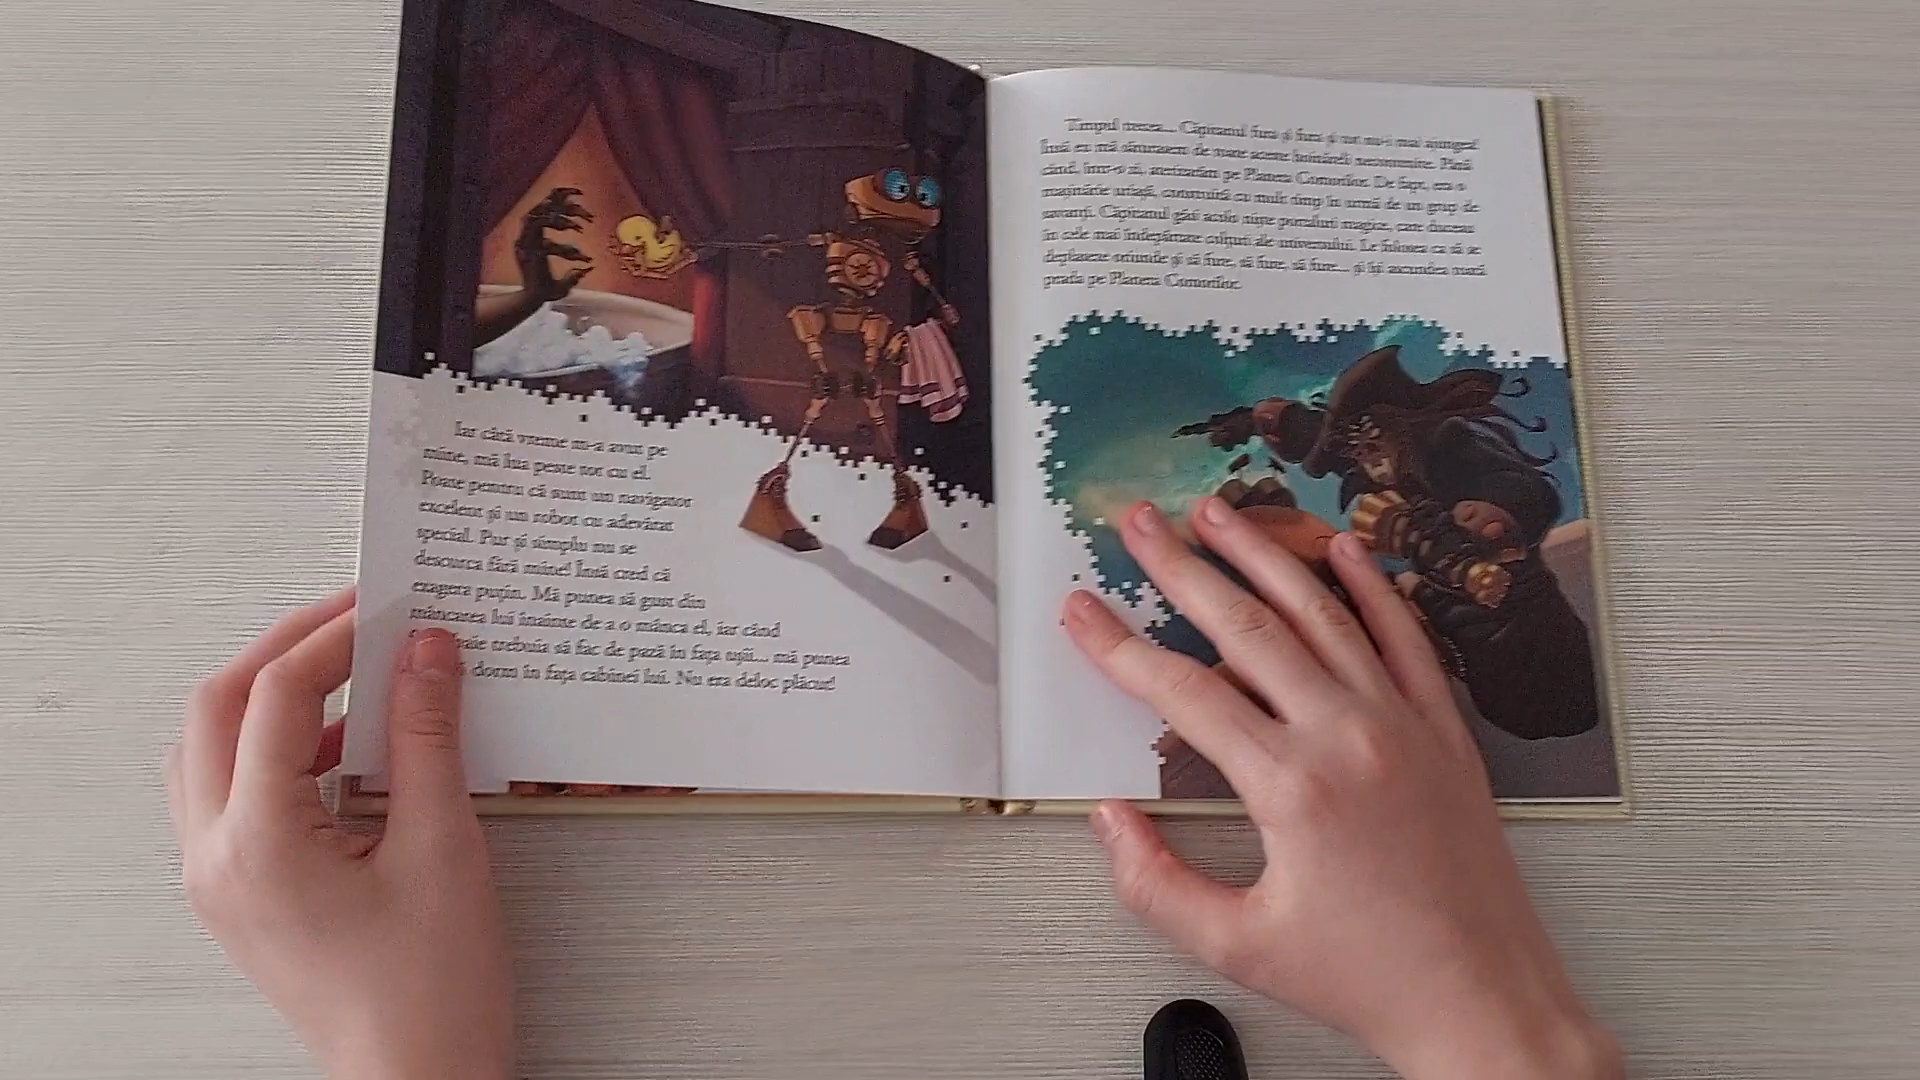 Iar câtă vreme m-a avut pe
mine, mă lua peste tot cu el.
Poate pentru că sunt un navigator
excelent și un robot cu adevărat
special. Pur și simplu nu se
descurca fără mine! Însă cred că
exagera puțin. Mă punea să gust din
mâncarea lui înainte de a o mânca el, iar când
trebuia să fac de pază în fața ușii... mă punea
dorm în fața cabinei lui. Nu era deloc plăcut!
Timpul trecea... Căpitanul fura și fura și tot nu-i mai ajungea!
Însă eu mă săturasem de toate aceste
când, într-o zi, aterizarăm pe Planeta Comorilor. De fapt, era o
mașinărie uriașă, construită cu mult timp în urmă de un grup de
savanți. Căpitanul găsi acolo niște portaluri magice, care duceau
în cele mai îndepărtate colțuri ale universului. Le folosea ca să se
deplaseze oriunde și să fure, să fure, să fure... și își ascundea toată
prada pe Planeta Comorilor.